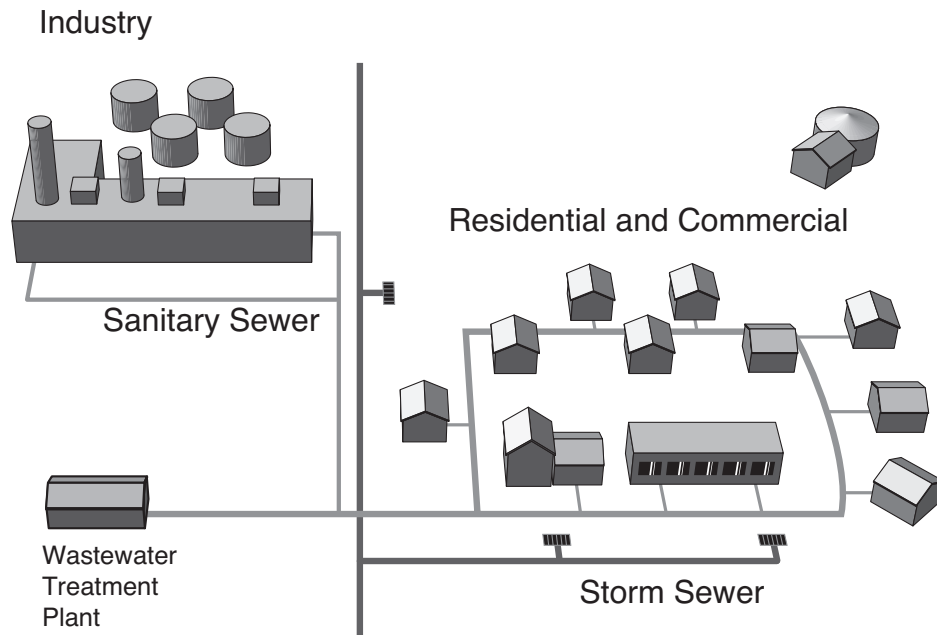 Industry
Residential and Commercial
Sanitary Sewer
Wastewater
Treatment
Plant
Storm Sewer